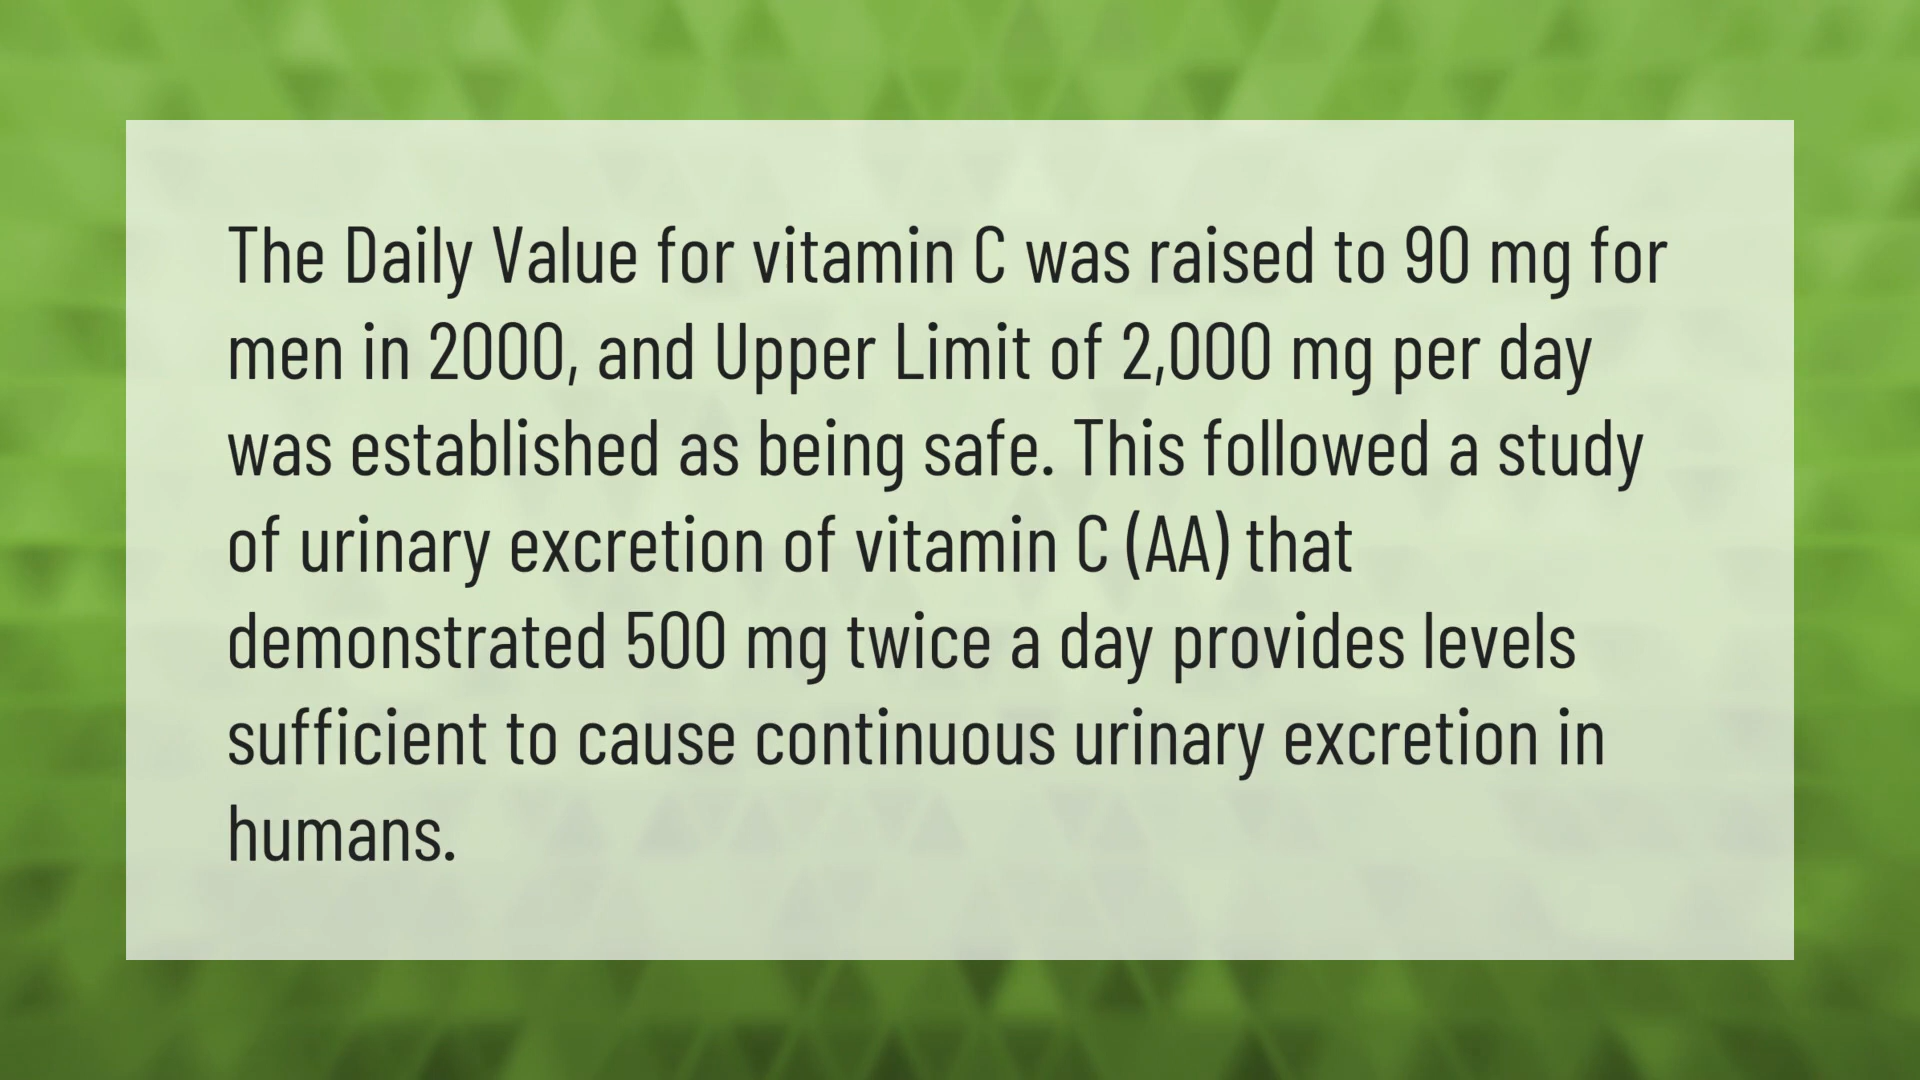 The Daily Value for vitamin C was raised to 90 mg for
men in 2000, and Upper Limit of 2,000 mg per day
was established as being safe. This followed a study
of urinary excretion of vitamin C (AA) that
demonstrated 500 mg twice a day provides levels
sufficient to cause continuous urinary excretion in
humans.